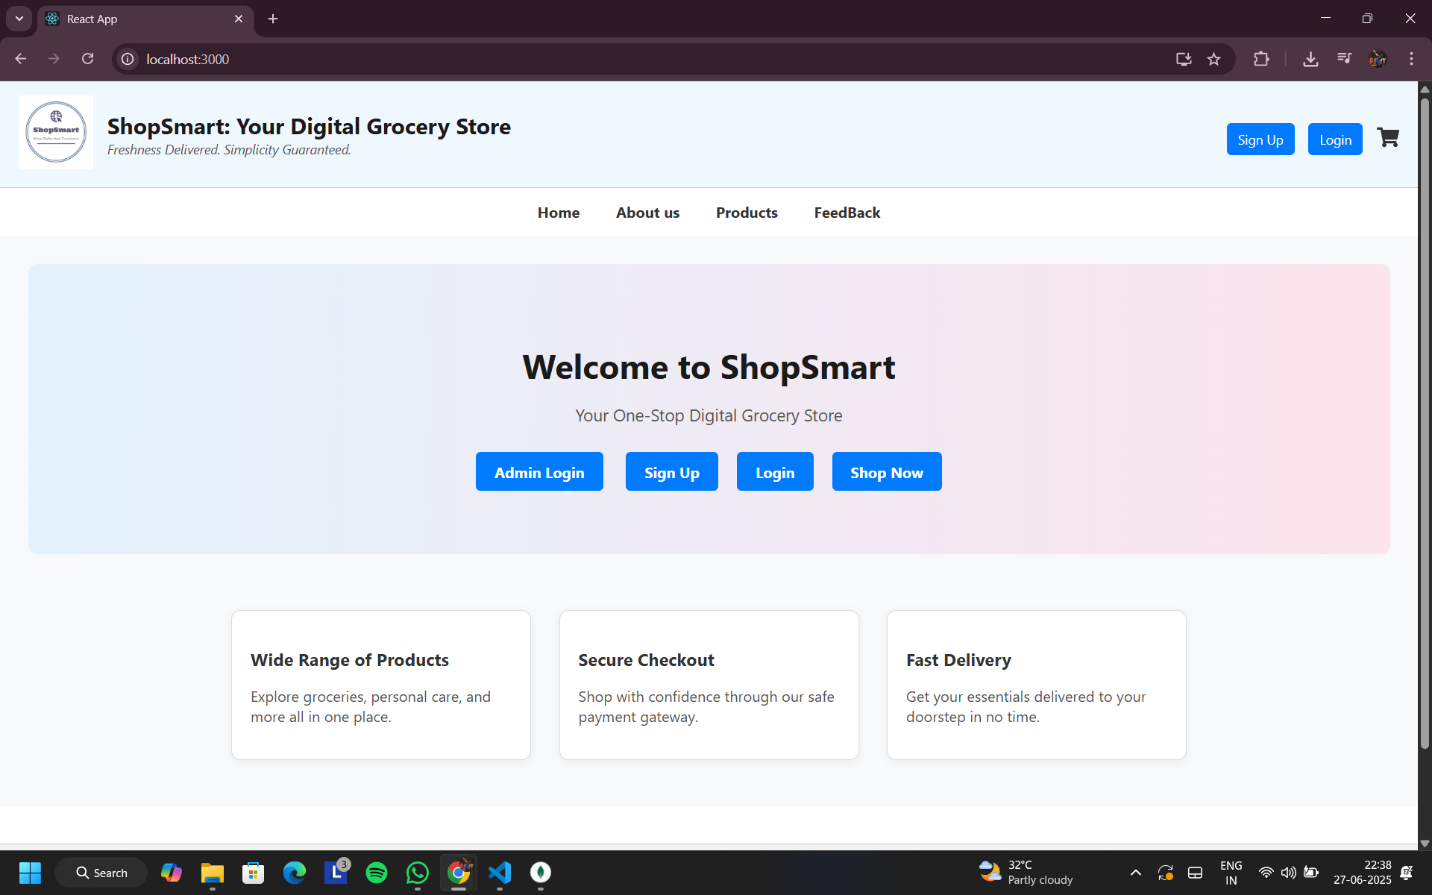 React App
localhost:3000
ShopSmart
ShopSmart: Your Digital Grocery Store
Freshness Delivered. Simplicity Guaranteed.
Sign Up
Login
Home
About us
Products
FeedBack
Welcome to ShopSmart
Your One-Stop Digital Grocery Store
Admin Login
Sign Up
Login
Shop Now
Wide Range of Products
Explore groceries, personal care, and
more all in one place.
Secure Checkout
Shop with confidence through our safe
payment gateway.
Fast Delivery
Get your essentials delivered to your
doorstep in no time.
Search
L
3
32°C
Partly cloudy
ENG
IN
22:38
27-06-2025